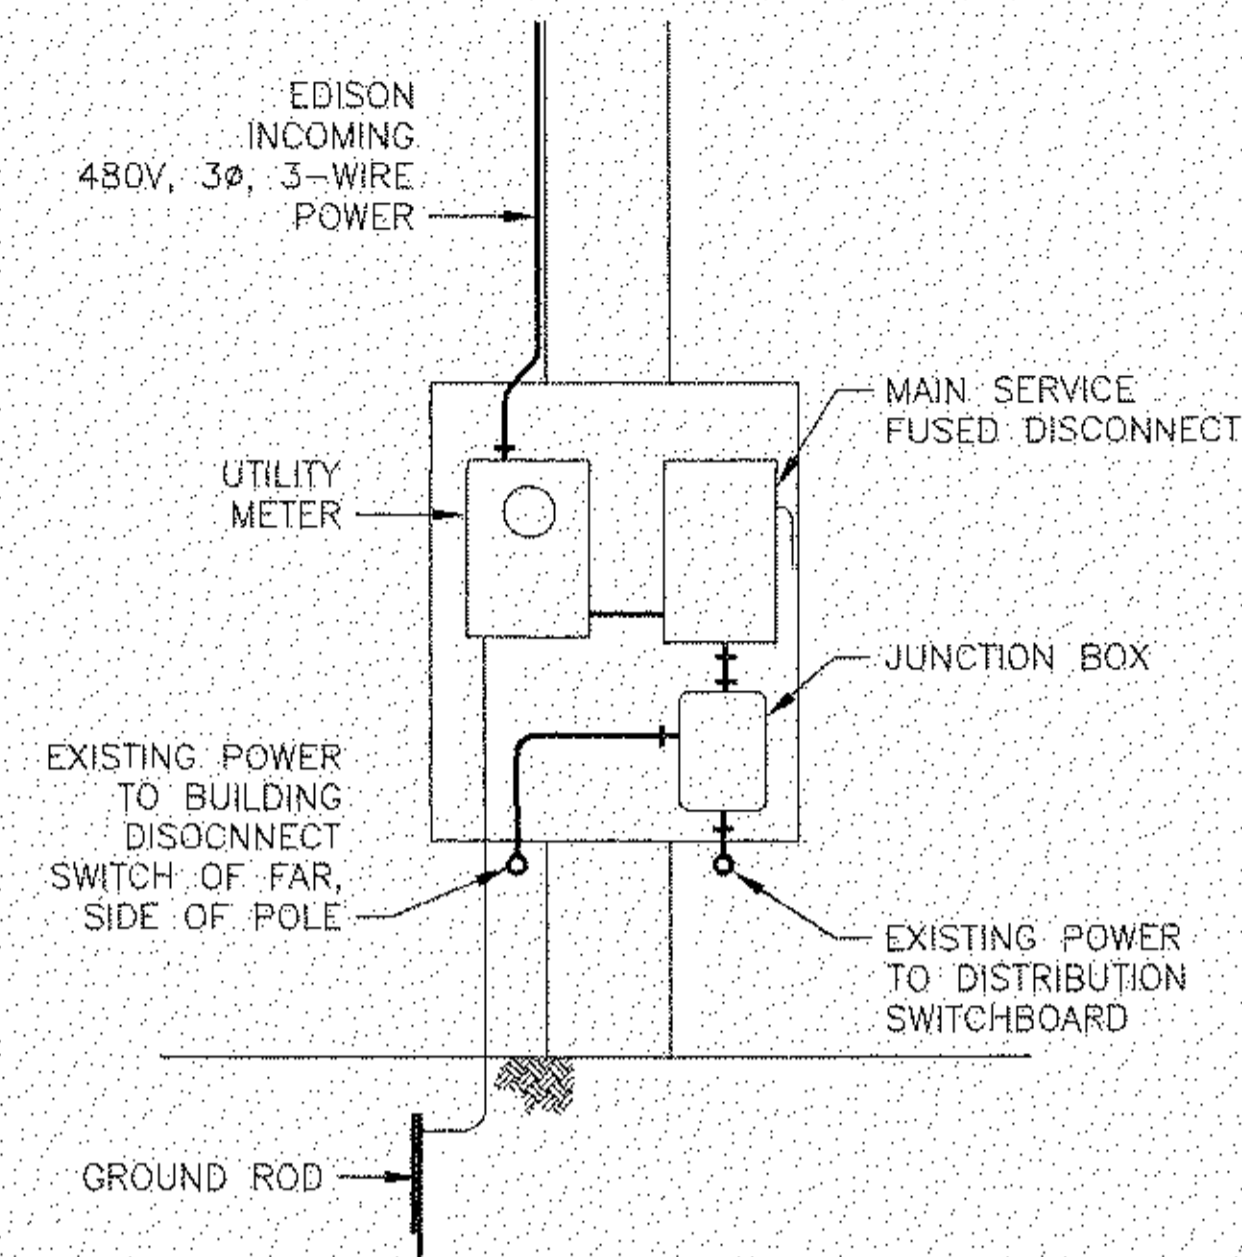 EDISON
INCOMING
480V, 3ø, 3-WIRE
POWER
MAIN SERVICE
FUSED DISCONNECT
UTILITY
METER
JUNCTION BOX
EXISTING POWER
TO BUILDING
DISOCNNECT
SWITCH OF FAR,
SIDE OF POLE
EXISTING POWER
TO DISTRIBUTION
SWITCHBOARD
GROUND ROD